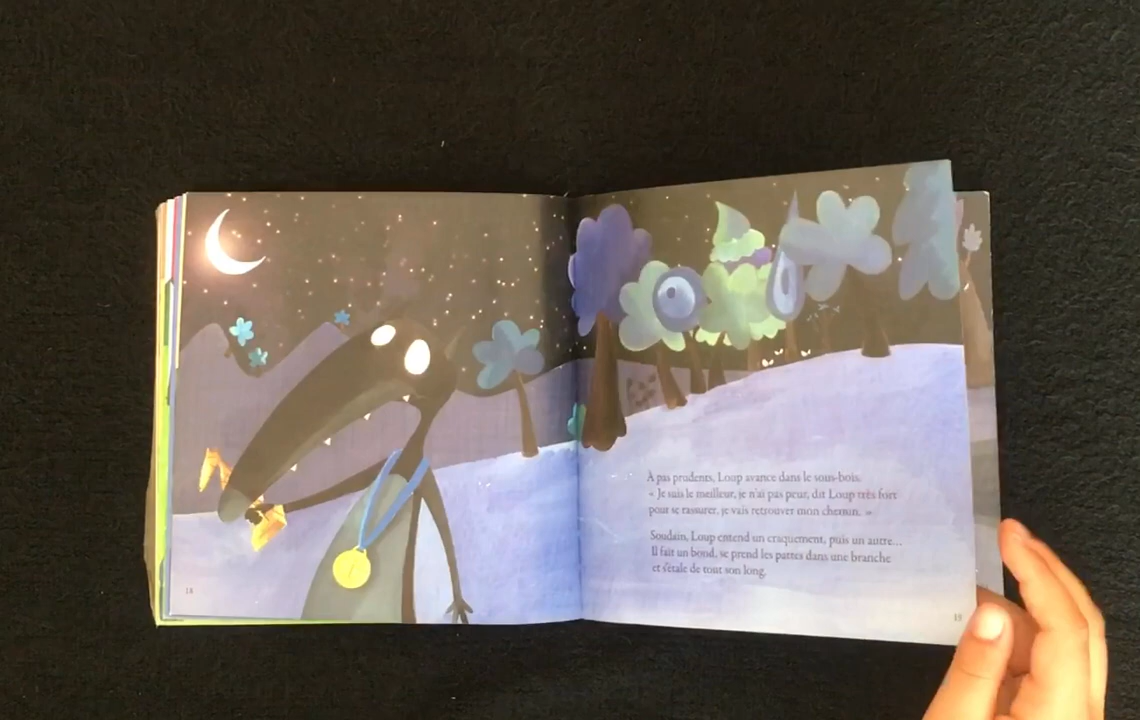 À pas prudents, Loup avance dans le sous-bois.
« Je suis le meilleur, je n'ai pas peur, dit Loup très fort
pour se rassurer, je vais retrouver mon chemin. »
Soudain, Loup entend un craquement, puis un autre...
Il fait un bond, se prend les pattes dans une branche
et s'étale de tout son long.
18
19